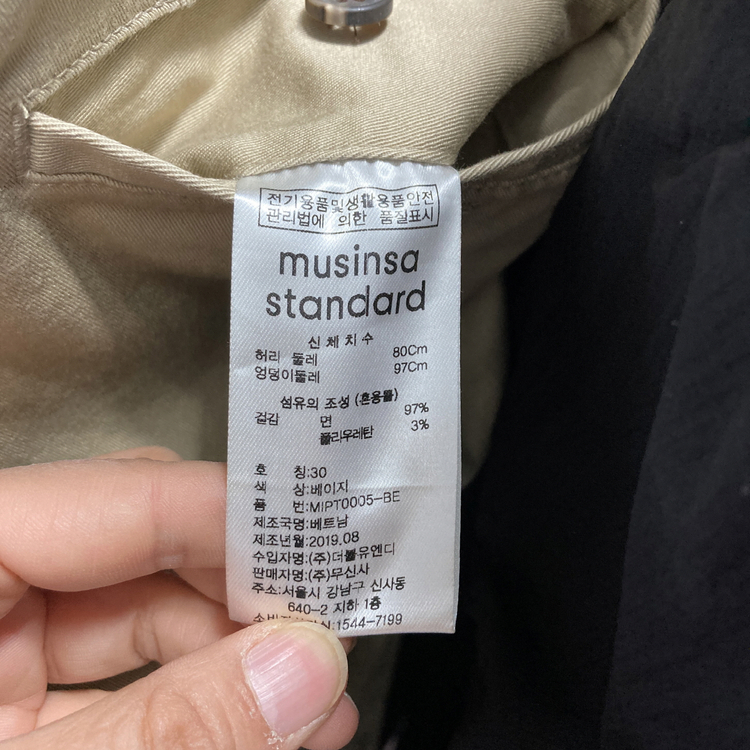 전기용품및생활용품안전
관리법에 의한 품질표시
musinsa
standard
신체치수
허리 둘레 80Cm
엉덩이둘레 97Cm
섬유의 조성 (혼용율)
겉감 면 97%
폴리우레탄 3%
호 칭:30
색 상:베이지
품 번:MIPT0005-BE
제조국명:베트남
제조년월:2019.08
수입자명:(주)더블유엔디
판매자명:(주)무신사
주소:서울시 강남구 신사동
640-2 지하 1층
:1544-7199